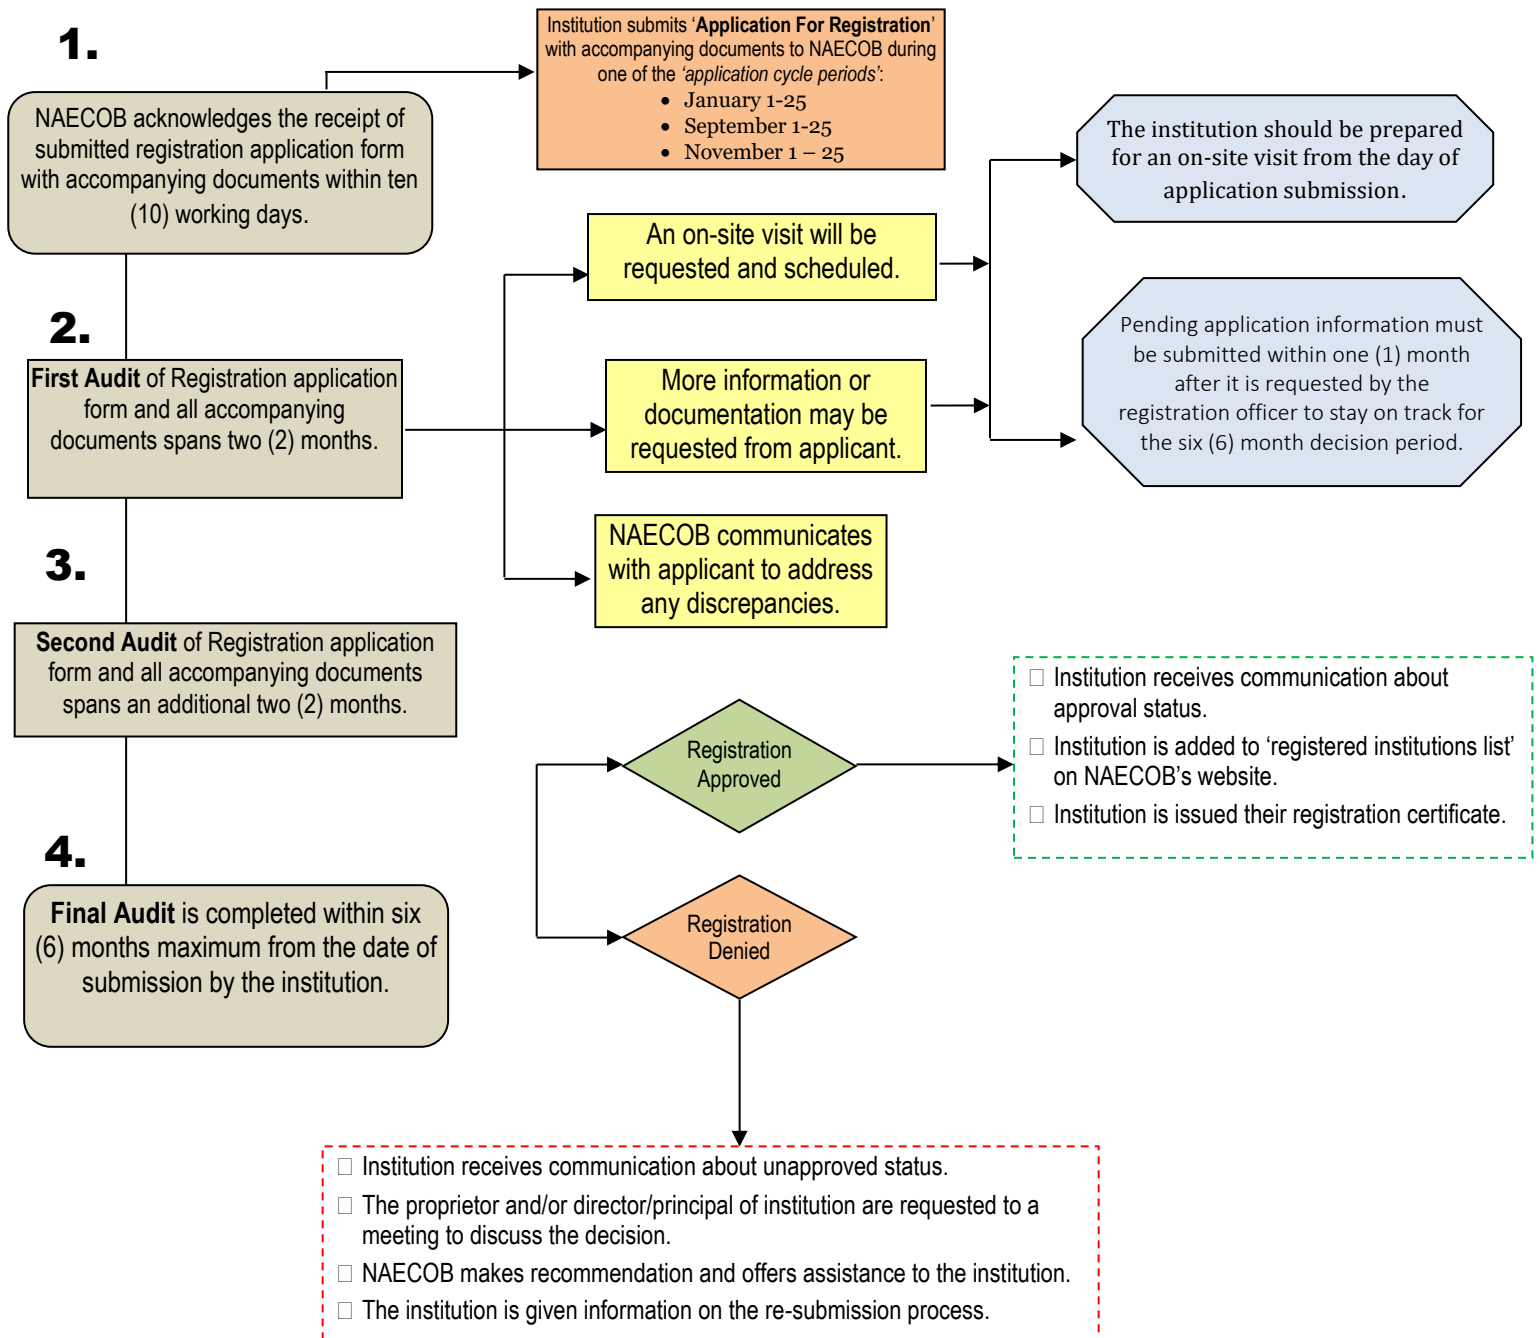 1.
Institution submits ‘Application For Registration’
with accompanying documents to NAECOB during
one of the ‘application cycle periods’:
• January 1-25
• September 1-25
• November 1 – 25
NAECOB acknowledges the receipt of
submitted registration application form
with accompanying documents within ten
(10) working days.
The institution should be prepared
for an on-site visit from the day of
application submission.
An on-site visit will be
requested and scheduled.
2.
First Audit of Registration application
form and all accompanying
documents spans two (2) months.
More information or
documentation may be
requested from applicant.
Pending application information must
be submitted within one (1) month
after it is requested by the
registration officer to stay on track for
the six (6) month decision period.
NAECOB communicates
with applicant to address
any discrepancies.
3.
Second Audit of Registration application
form and all accompanying documents
spans an additional two (2) months.
Registration
Approved
□ Institution receives communication about
approval status.
□ Institution is added to ‘registered institutions list’
on NAECOB’s website.
□ Institution is issued their registration certificate.
4.
Final Audit is completed within six
(6) months maximum from the date of
submission by the institution.
Registration
Denied
□ Institution receives communication about unapproved status.
□ The proprietor and/or director/principal of institution are requested to a
meeting to discuss the decision.
□ NAECOB makes recommendation and offers assistance to the institution.
□ The institution is given information on the re-submission process.